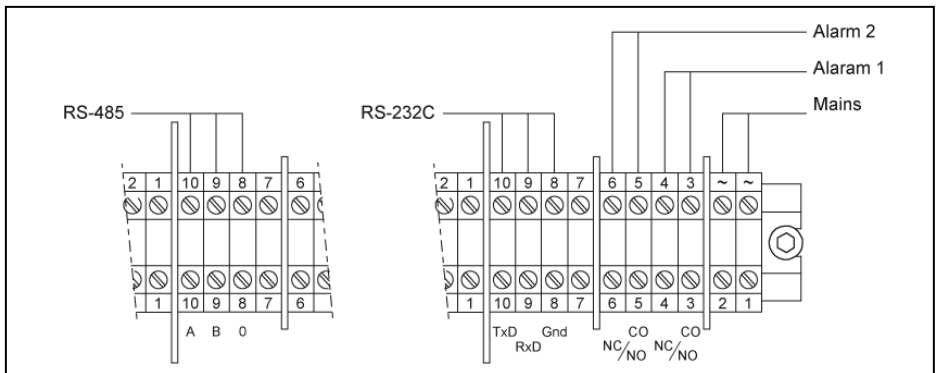 Alarm 2
Alaram 1
RS-485 RS-232C Mains
2 1 10 9 8 7 6 2 1 10 9 8 7 6 5 4 3 ~ ~
1 10 9 8 7 6 1 10 9 8 7 6 5 4 3 2 1
A B 0 TxD Gnd CO CO
RxD NC/NO NC/NO